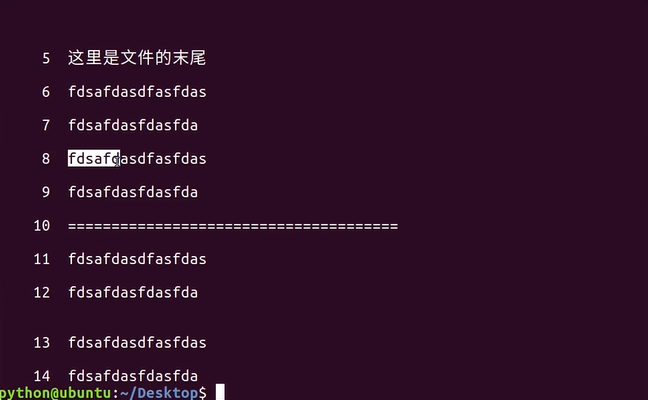 5 这里是文件的末尾
6 fdsafdasdfasfdas
7 fdsafdasfdasfda
8 fdsafdasdfasfdas
9 fdsafdasfdasfda
10 ======================================
11 fdsafdasdfasfdas
12 fdsafdasfdasfda
13 fdsafdasdfasfdas
14 fdsafdasfdasfda
python@ubuntu:~/Desktop$